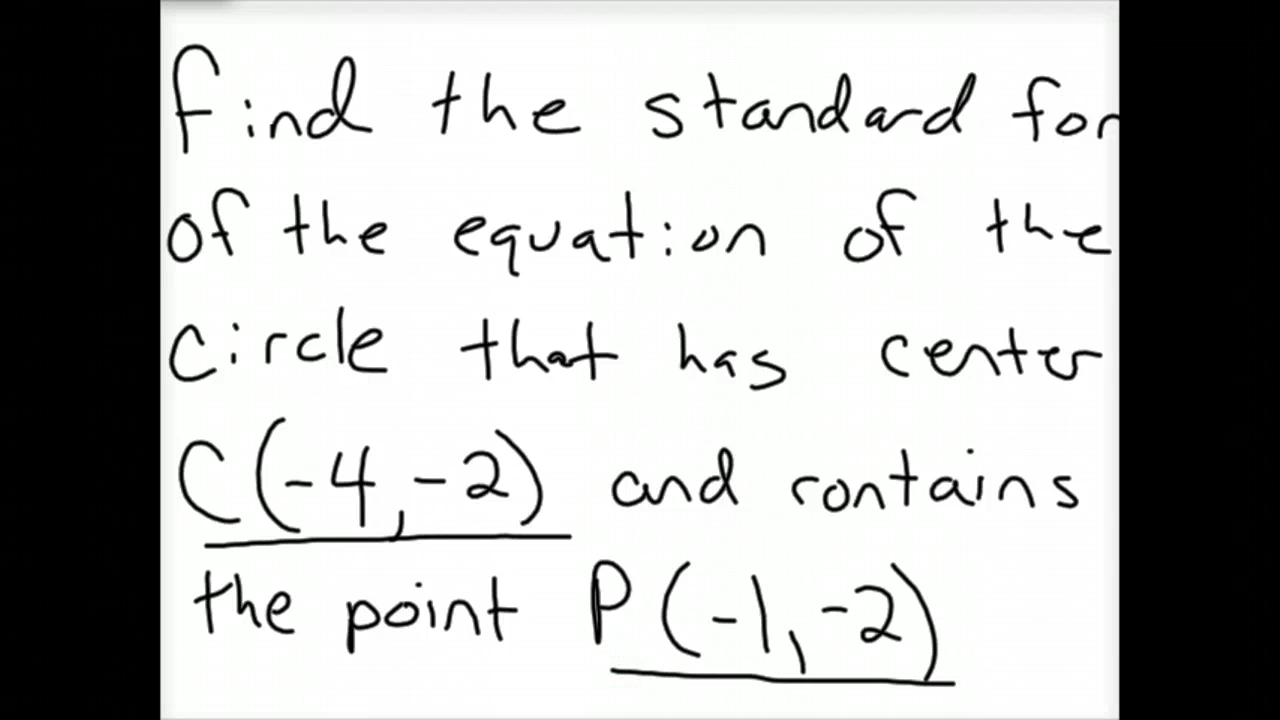 Find the standard for
of the equation of the
circle that has center
C(-4,-2) and contains
the point P(-1,-2)